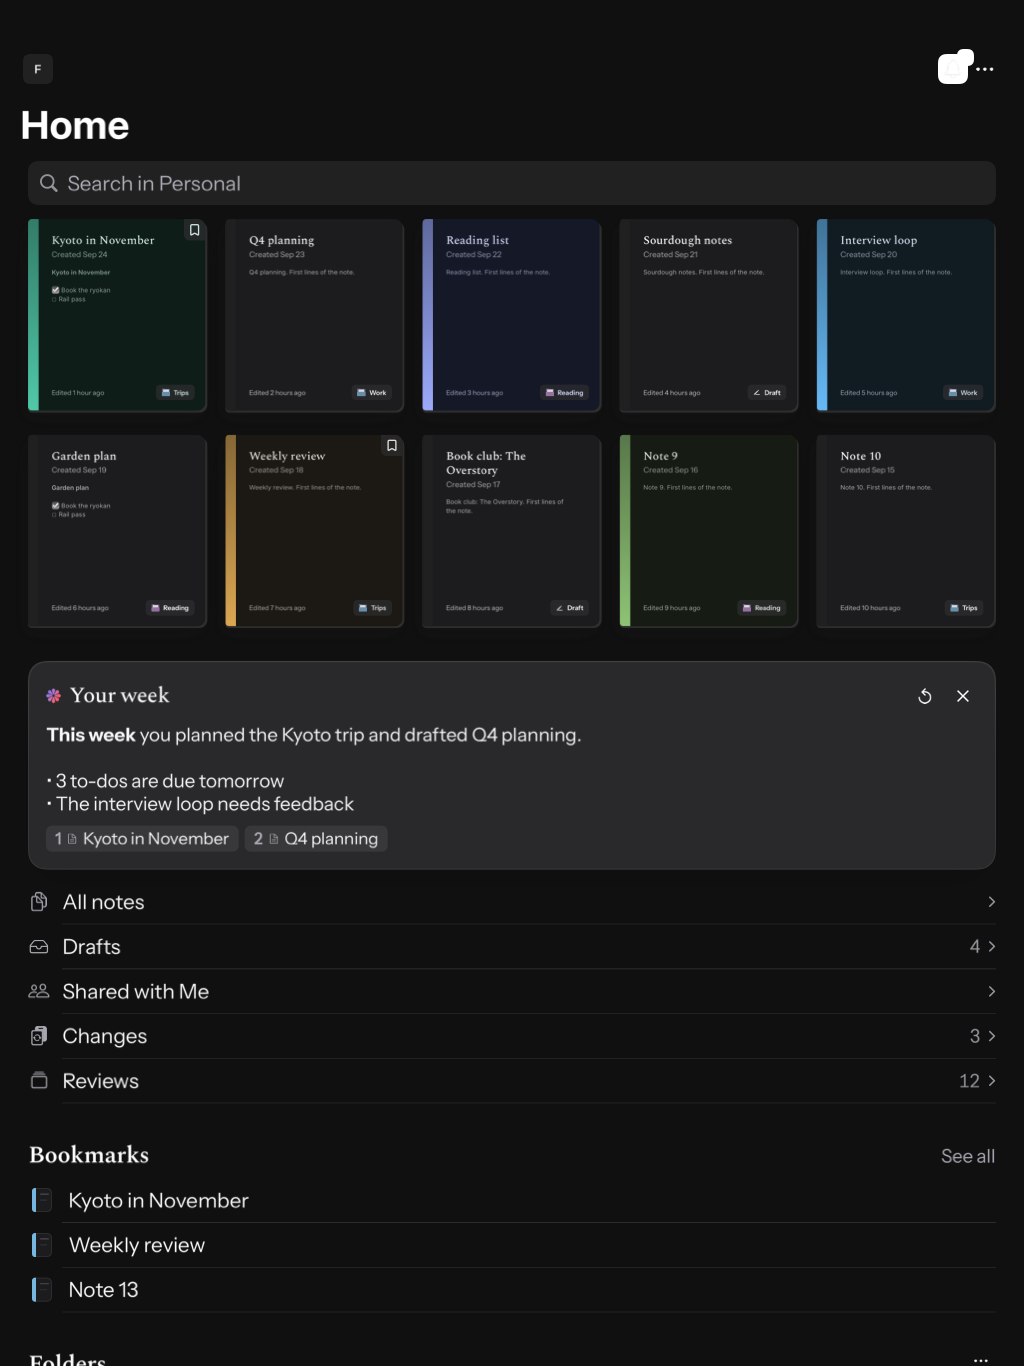 F
Home
Search in Personal
Kyoto in November
Created Sep 24
Kyoto in November
Book the ryokan
Rail pass
Edited 1 hour ago
Trips
Q4 planning
Created Sep 23
Q4 planning. First lines of the note.
Edited 2 hours ago
Work
Reading list
Created Sep 22
Reading list. First lines of the note.
Edited 3 hours ago
Reading
Sourdough notes
Created Sep 21
Sourdough notes. First lines of the note.
Edited 4 hours ago
Draft
Interview loop
Created Sep 20
Interview loop. First lines of the note.
Edited 5 hours ago
Work
Garden plan
Created Sep 19
Garden plan
Book the ryokan
Rail pass
Edited 6 hours ago
Reading
Weekly review
Created Sep 18
Weekly review. First lines of the note.
Edited 7 hours ago
Trips
Book club: The
Overstory
Created Sep 17
Book club: The Overstory. First lines of
the note.
Edited 8 hours ago
Draft
Note 9
Created Sep 16
Note 9. First lines of the note.
Edited 9 hours ago
Reading
Note 10
Created Sep 15
Note 10. First lines of the note.
Edited 10 hours ago
Trips
Your week
This week you planned the Kyoto trip and drafted Q4 planning.
• 3 to-dos are due tomorrow
• The interview loop needs feedback
1 Kyoto in November 2 Q4 planning
All notes
Drafts 4
Shared with Me
Changes 3
Reviews 12
Bookmarks See all
Kyoto in November
Weekly review
Note 13
Folders